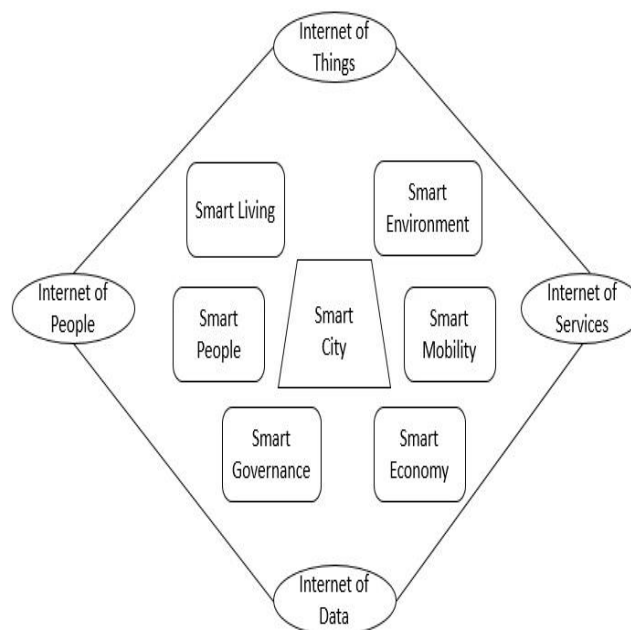 Internet of
Things
Smart Living
Smart
Environment
Internet of
People
Smart
People
Smart
City
Smart
Mobility
Internet of
Services
Smart
Governance
Smart
Economy
Internet of
Data